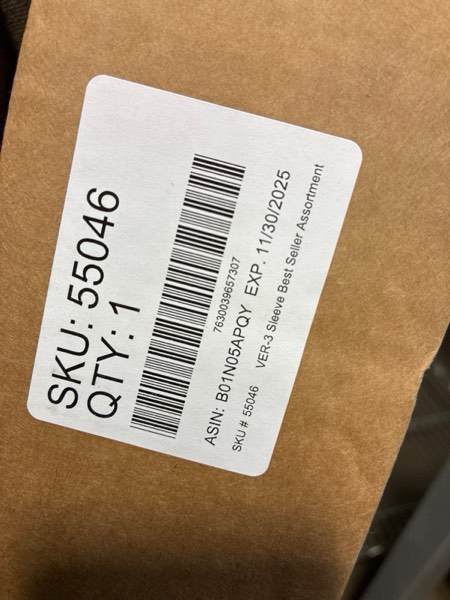 SKU: 55046
QTY: 1
7630039657307
ASIN: B01N05APQY EXP. 11/30/2025
SKU # 55046 VER-3 Sleeve Best Seller Assortment